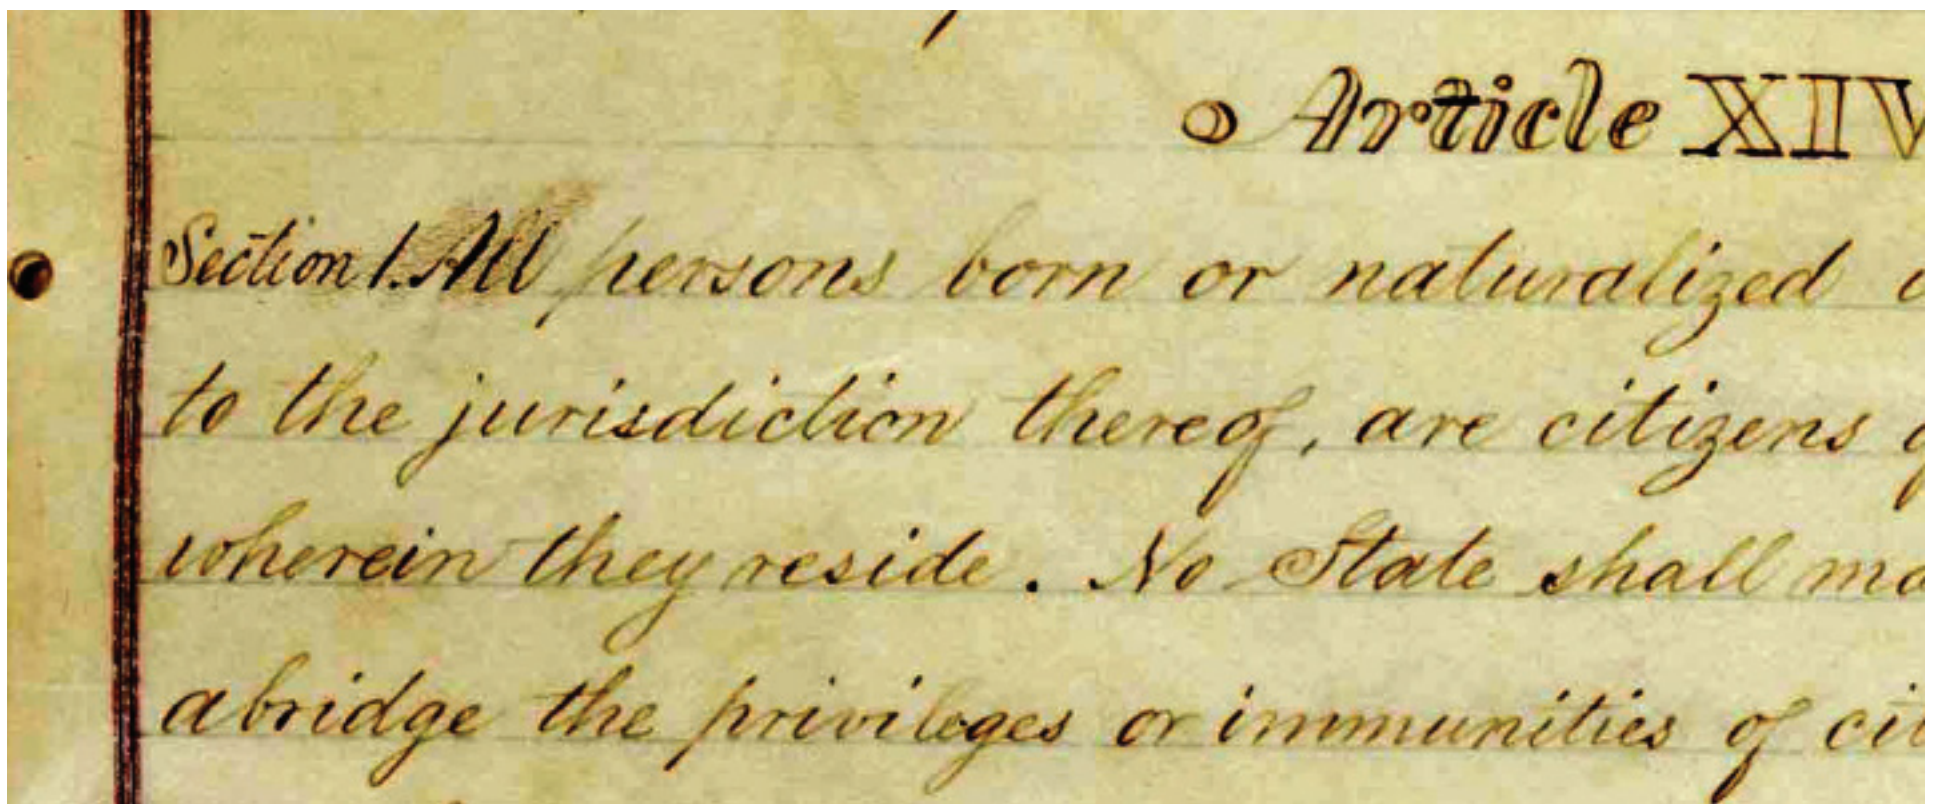 Article XIV
Section 1. All persons born or naturalized
to the jurisdiction thereof, are citizens
wherein they reside. No State shall
abridge the privileges or immunities of